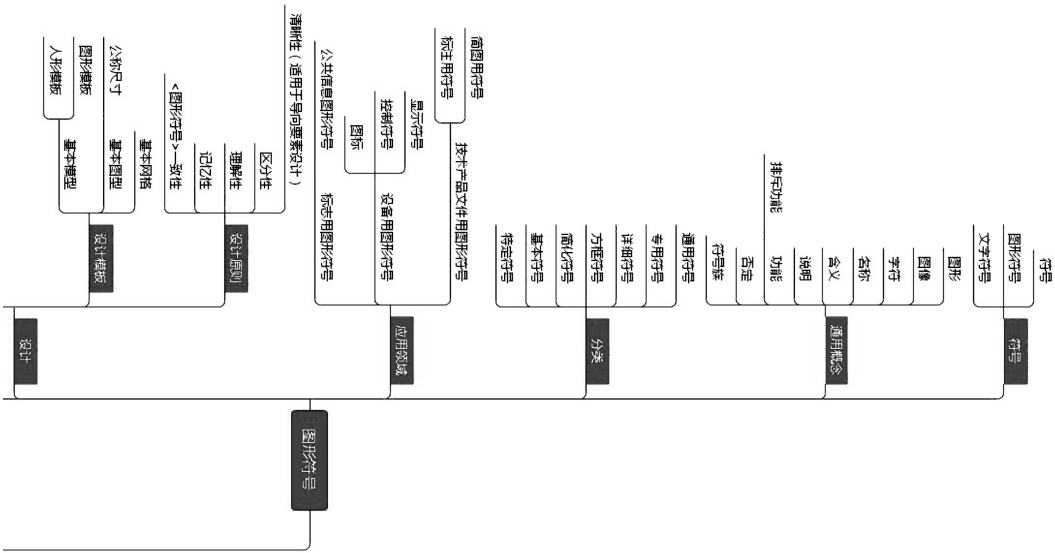 符号
图形符号
文字符号
符号
图形
图像
字符
名称
含义
说明
功能
排斥功能
否定
符号族
通用概念
通用符号
专用符号
详细符号
方框符号
简化符号
基本符号
特定符号
分类
技术产品文件用图形符号
简图用符号
标注用符号
设备用图形符号
显示符号
控制符号
图标
标志用图形符号
公共信息图形符号
应用领域
设计
设计原则
清晰性(适用于导向要素设计)
区分性
理解性
记忆性
<图形符号>一致性
设计模板
基本网格
基本图型
公称尺寸
图形模板
基本模型
人形模板
图形符号